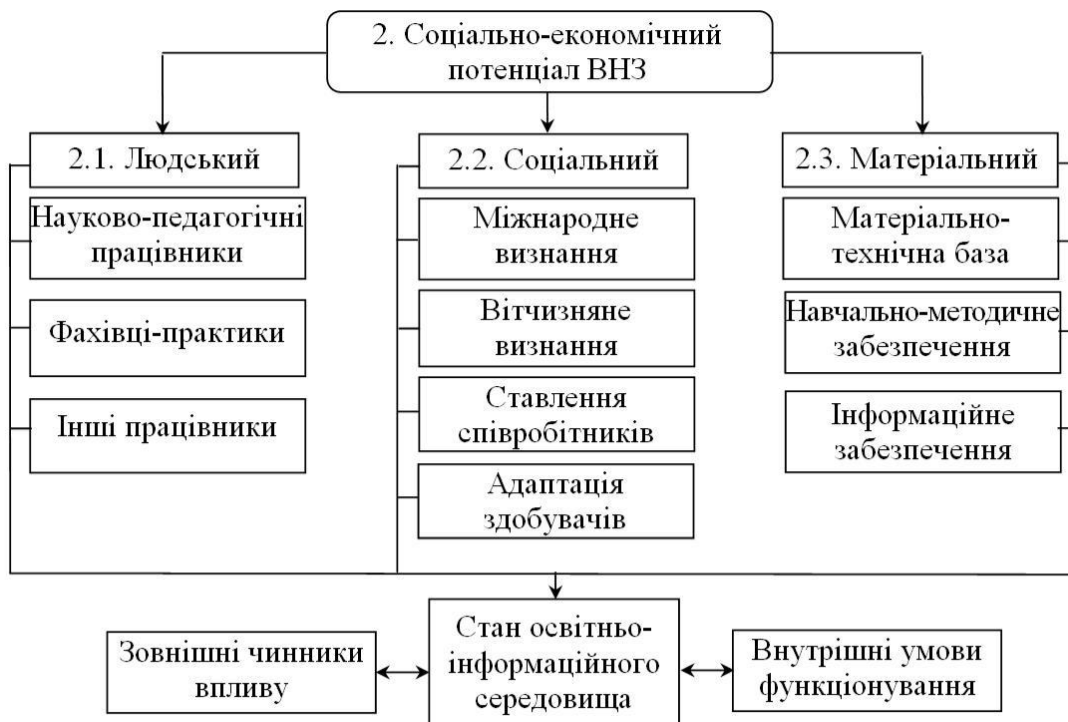 2. Соціально-економічний
потенціал ВНЗ
2.1. Людський
Науково-педагогічні
працівники
Фахівці-практики
Інші працівники
2.2. Соціальний
Міжнародне
визнання
Вітчизняне
визнання
Ставлення
співробітників
Адаптація
здобувачів
2.3. Матеріальний
Матеріально-
технічна база
Навчально-методичне
забезпечення
Інформаційне
забезпечення
Зовнішні чинники
впливу
Стан освітньо-
інформаційного
середовища
Внутрішні умови
функціонування